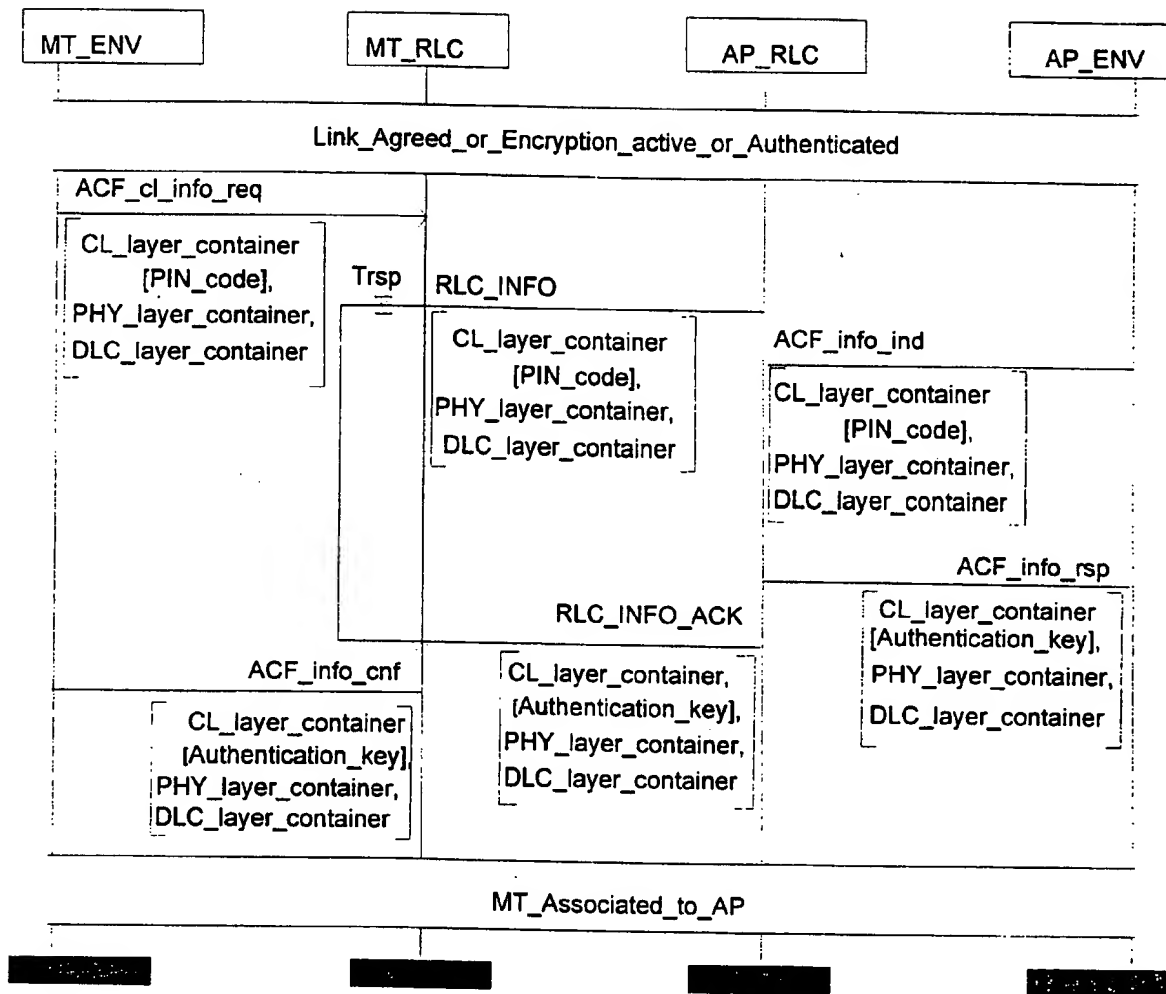 MT_ENV
MT_RLC
AP_RLC
AP_ENV
Link_Agreed_or_Encryption_active_or_Authenticated
ACF_cl_info_req
CL_layer_container
[PIN_code],
PHY_layer_container,
DLC_layer_container
Trsp
RLC_INFO
CL_layer_container
[PIN_code],
PHY_layer_container,
DLC_layer_container
ACF_info_ind
CL_layer_container
[PIN_code],
PHY_layer_container,
DLC_layer_container
ACF_info_rsp
CL_layer_container
[Authentication_key],
PHY_layer_container,
DLC_layer_container
RLC_INFO_ACK
CL_layer_container,
[Authentication_key],
PHY_layer_container,
DLC_layer_container
ACF_info_cnf
CL_layer_container
[Authentication_key],
PHY_layer_container,
DLC_layer_container
MT_Associated_to_AP